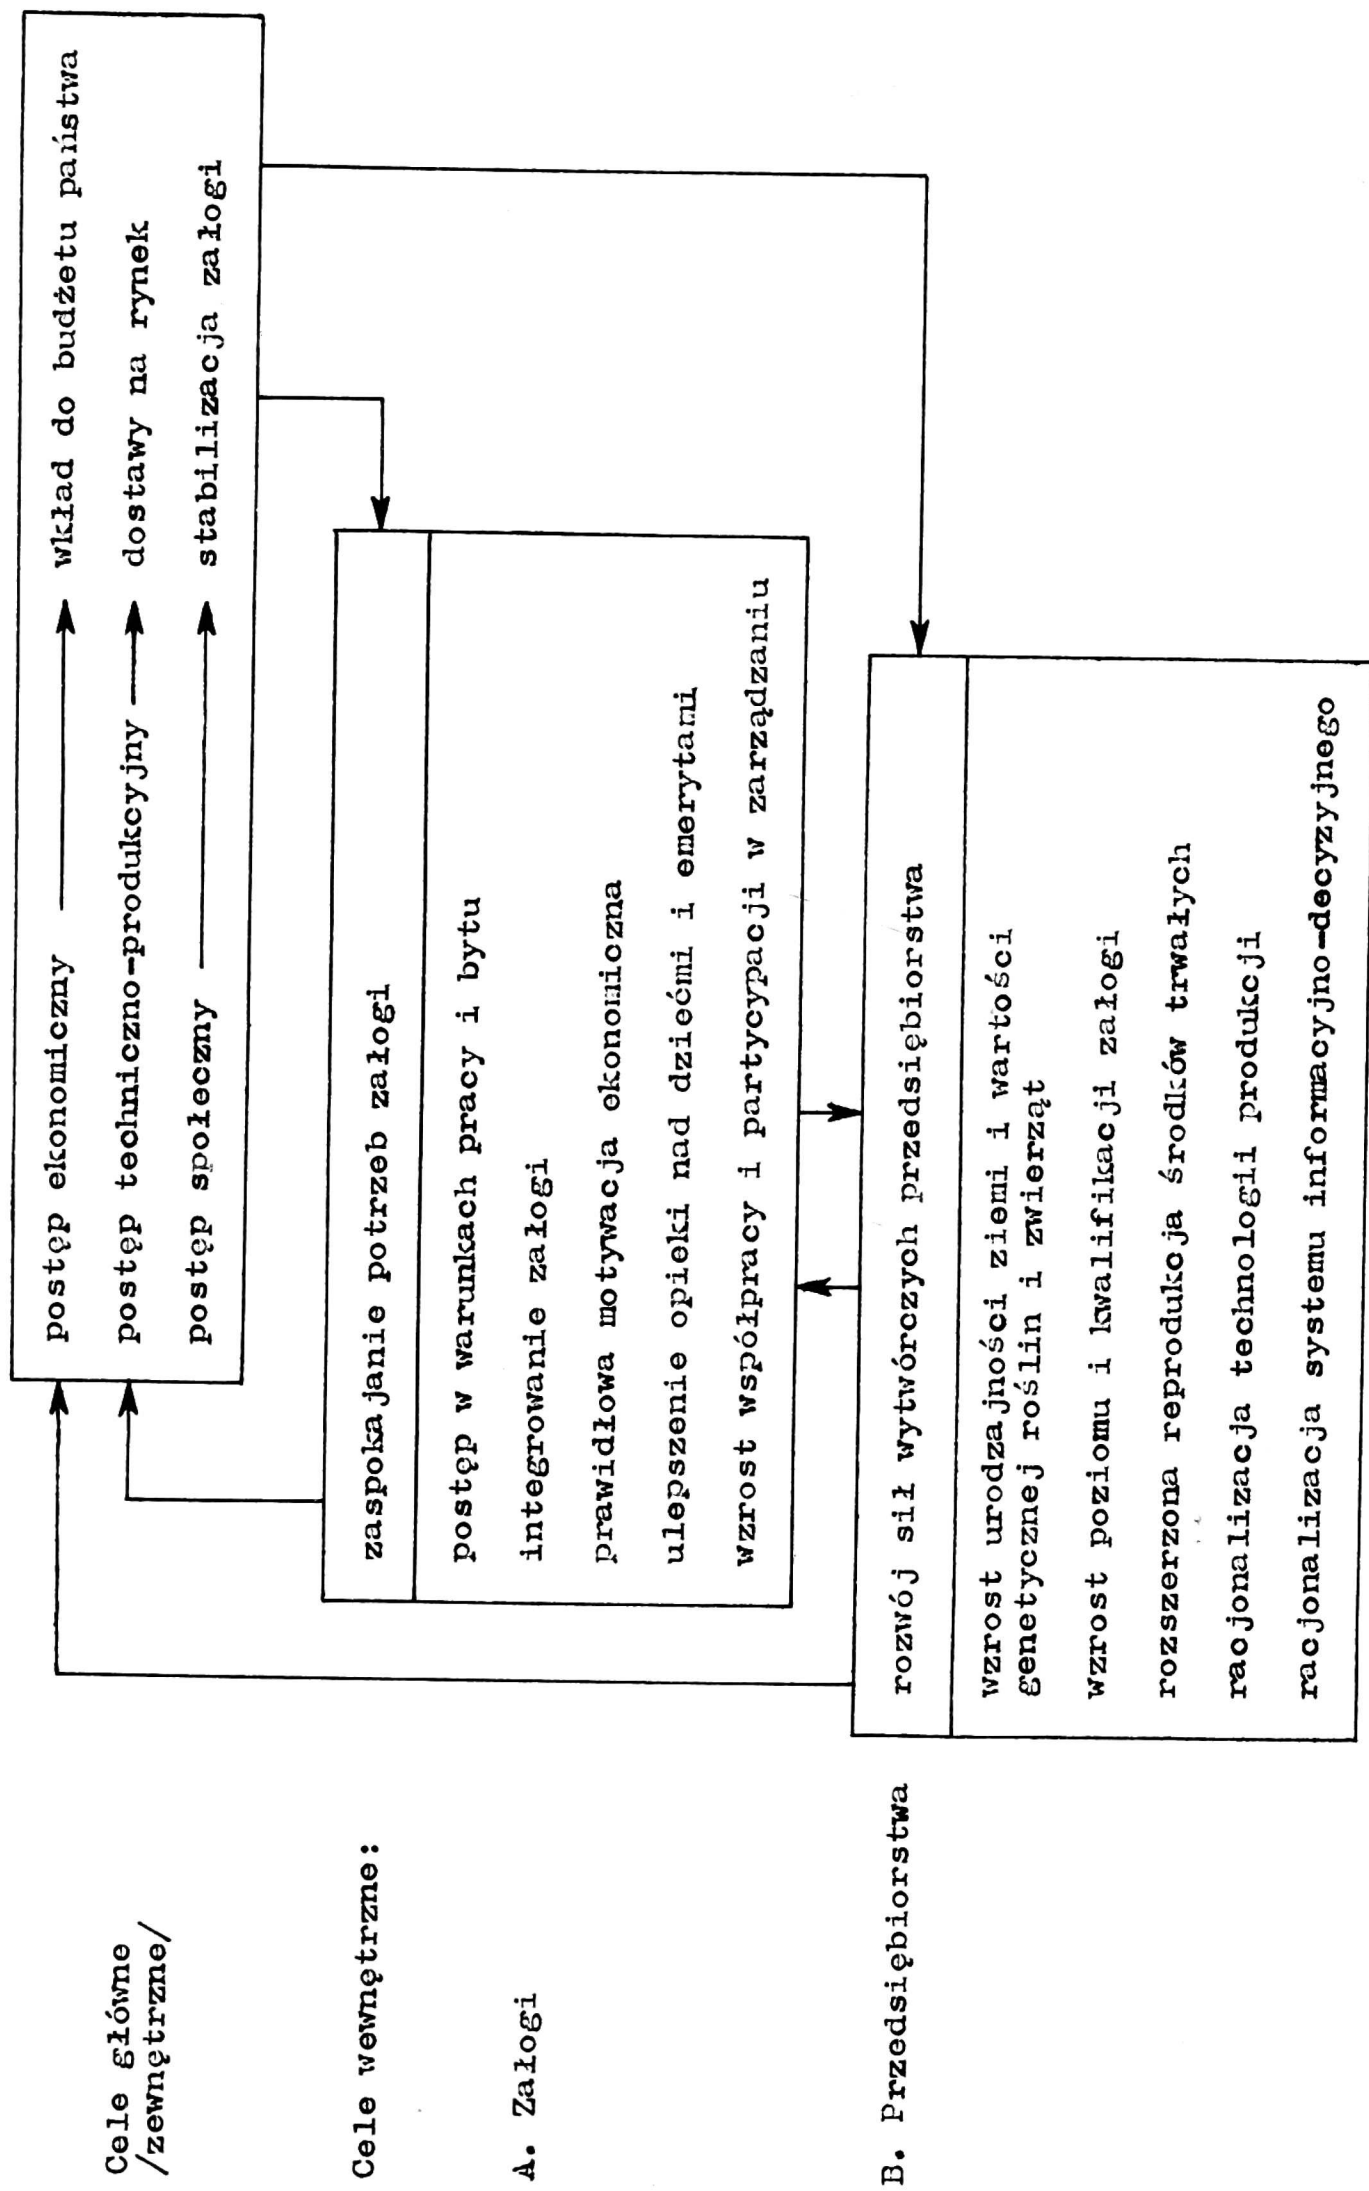 Cele główne
/zewnętrzne/
postęp ekonomiczny
wkład do budżetu państwa
postęp techniczno-produkcyjny
dostawy na rynek
postęp społeczny
stabilizacja załogi
Cele wewnętrzne:
A. Załogi
zaspokajanie potrzeb załogi
postęp w warunkach pracy i bytu
integrowanie załogi
prawidłowa motywacja ekonomiczna
ulepszenie opieki nad dziećmi i emerytami
wzrost współpracy i partycypacji w zarządzaniu
B. Przedsiębiorstwa
rozwój sił wytwórczych przedsiębiorstwa
wzrost urodzajności ziemi i wartości
genetycznej roślin i zwierząt
wzrost poziomu i kwalifikacji załogi
rozszerzona reprodukcja środków trwałych
racjonalizacja technologii produkcji
racjonalizacja systemu informacyjno-decyzyjnego